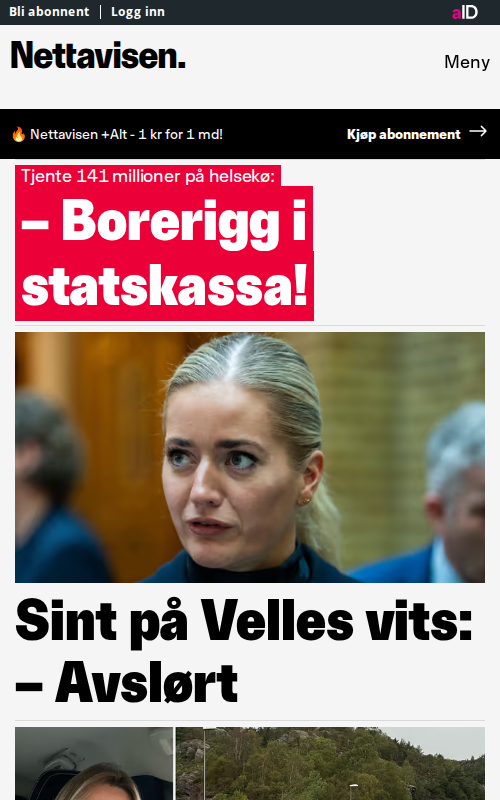 Bli abonnent | Logg inn
aID
Nettavisen.
Meny
🔥 Nettavisen +Alt - 1 kr for 1 md!
Kjøp abonnement →
Tjente 141 millioner på helsekø:
– Borerigg i
statskassa!
Sint på Velles vits:
– Avslørt